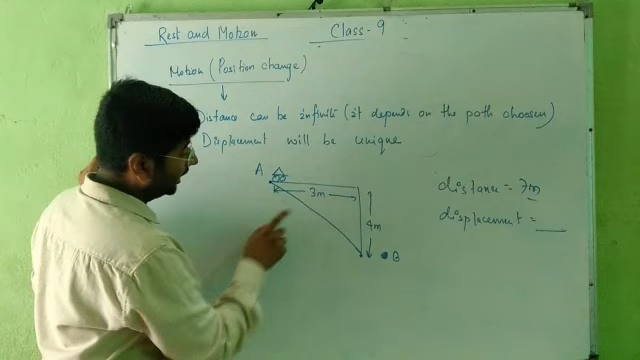 Rest and Motion
Class-9
Motion (Position change)
Distance can be infinite (it depends on the path choosen)
Displacement will be unique
A
3m
4m
B
distance = 7m
displacement =